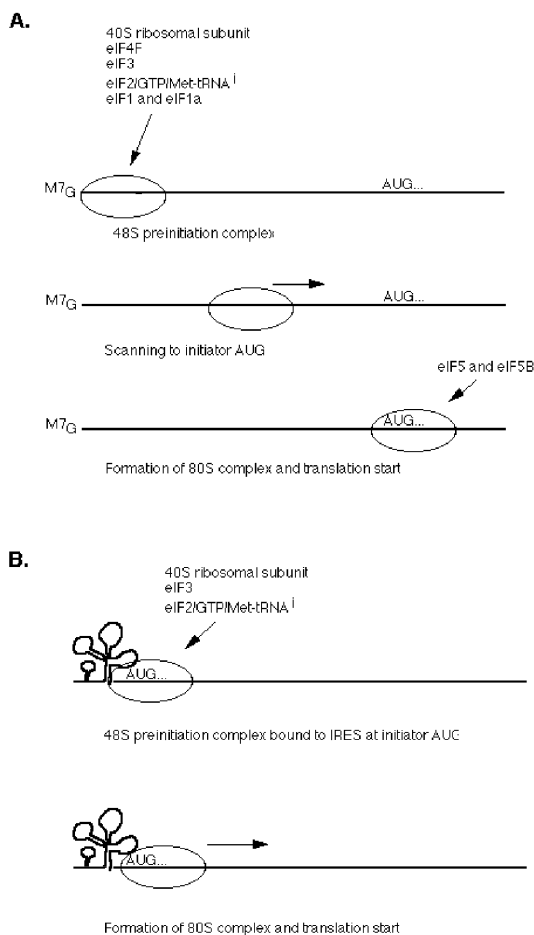 A.
40S ribosomal subunit
eIF4F
eIF3
eIF2/GTP/Met-tRNA i
eIF1 and eIF1a
M7G
AUG...
48S preinitiation complex
M7G
AUG...
Scanning to initiator AUG
eIF5 and eIF5B
M7G
AUG...
Formation of 80S complex and translation start
B.
40S ribosomal subunit
eIF3
eIF2/GTP/Met-tRNA i
AUG...
48S preinitiation complex bound to IRES at initiator AUG
AUG...
Formation of 80S complex and translation start